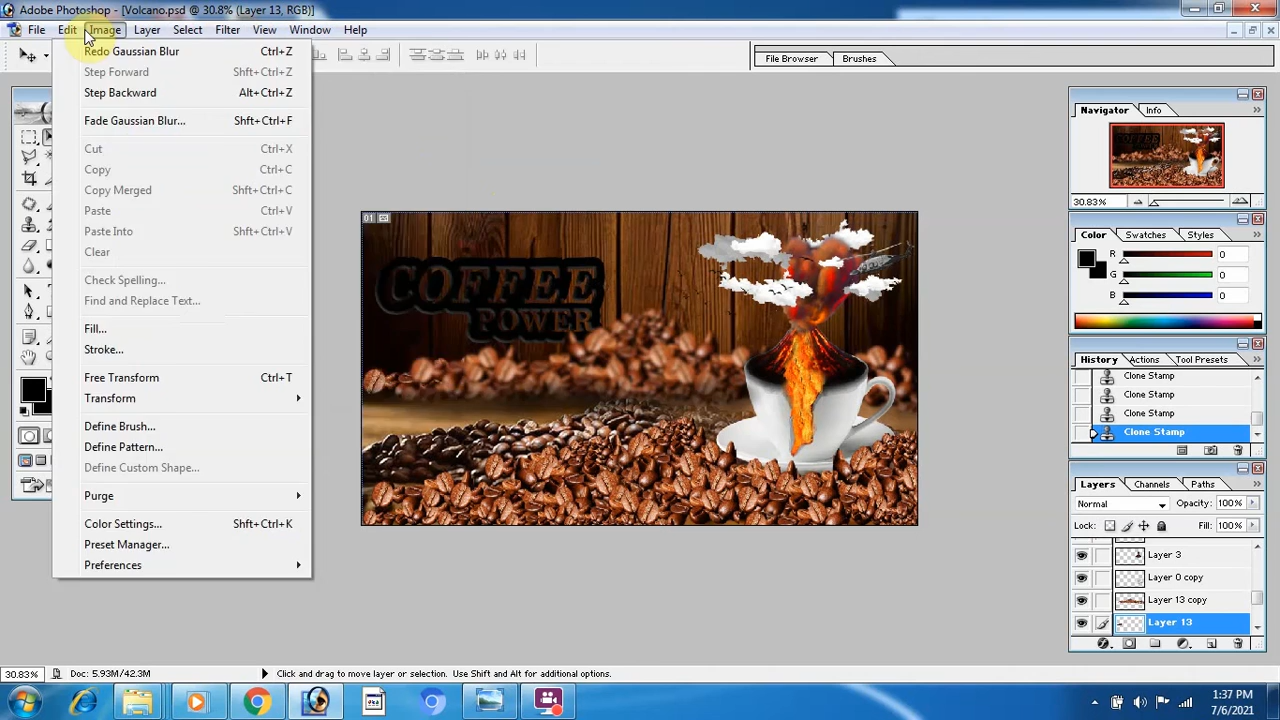 Adobe Photoshop - [Volcano.psd @ 30.8% (Layer 13, RGB)]
File Edit Image Layer Select Filter View Window Help
File Browser Brushes
Redo Gaussian Blur Ctrl+Z
Step Forward Shft+Ctrl+Z
Step Backward Alt+Ctrl+Z
Fade Gaussian Blur... Shft+Ctrl+F
Cut Ctrl+X
Copy Ctrl+C
Copy Merged Shft+Ctrl+C
Paste Ctrl+V
Paste Into Shft+Ctrl+V
Clear
Check Spelling...
Find and Replace Text...
Fill...
Stroke...
Free Transform Ctrl+T
Transform
Define Brush...
Define Pattern...
Define Custom Shape...
Purge
Color Settings... Shft+Ctrl+K
Preset Manager...
Preferences
01
COFFEE
POWER
Navigator Info
COFFEE
POWER
30.83%
Color Swatches Styles
R 0
G 0
B 0
History Actions Tool Presets
Clone Stamp
Clone Stamp
Clone Stamp
Clone Stamp
Layers Channels Paths
Normal Opacity: 100%
Lock: Fill: 100%
Layer 3
Layer 0 copy
Layer 13 copy
Layer 13
30.83% Doc: 5.93M/42.3M Click and drag to move layer or selection. Use Shift and Alt for additional options.
1:37 PM
7/6/2021